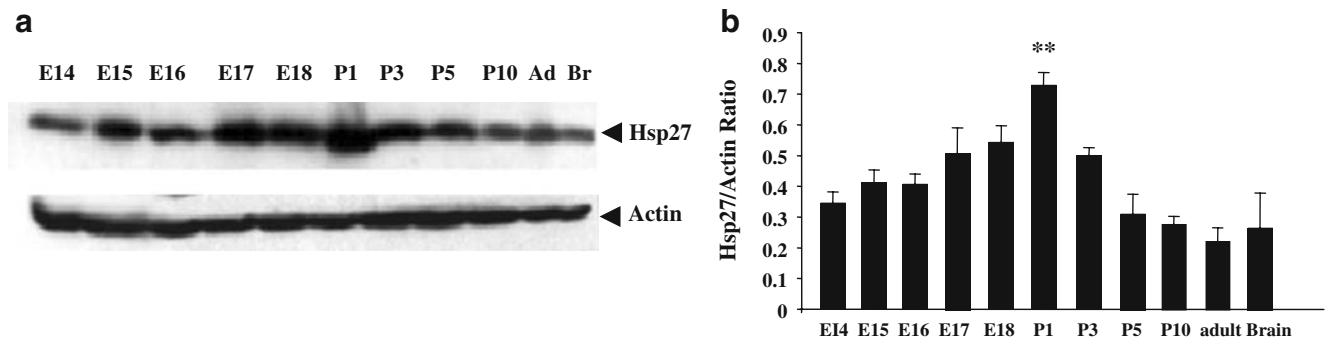 a
E14 E15 E16 E17 E18 P1 P3 P5 P10 Ad Br
Hsp27
Actin
b
Hsp27/Actin Ratio
0.9
0.8
0.7
0.6
0.5
0.4
0.3
0.2
0.1
0
**
EI4 E15 E16 E17 E18 P1 P3 P5 P10 adult Brain